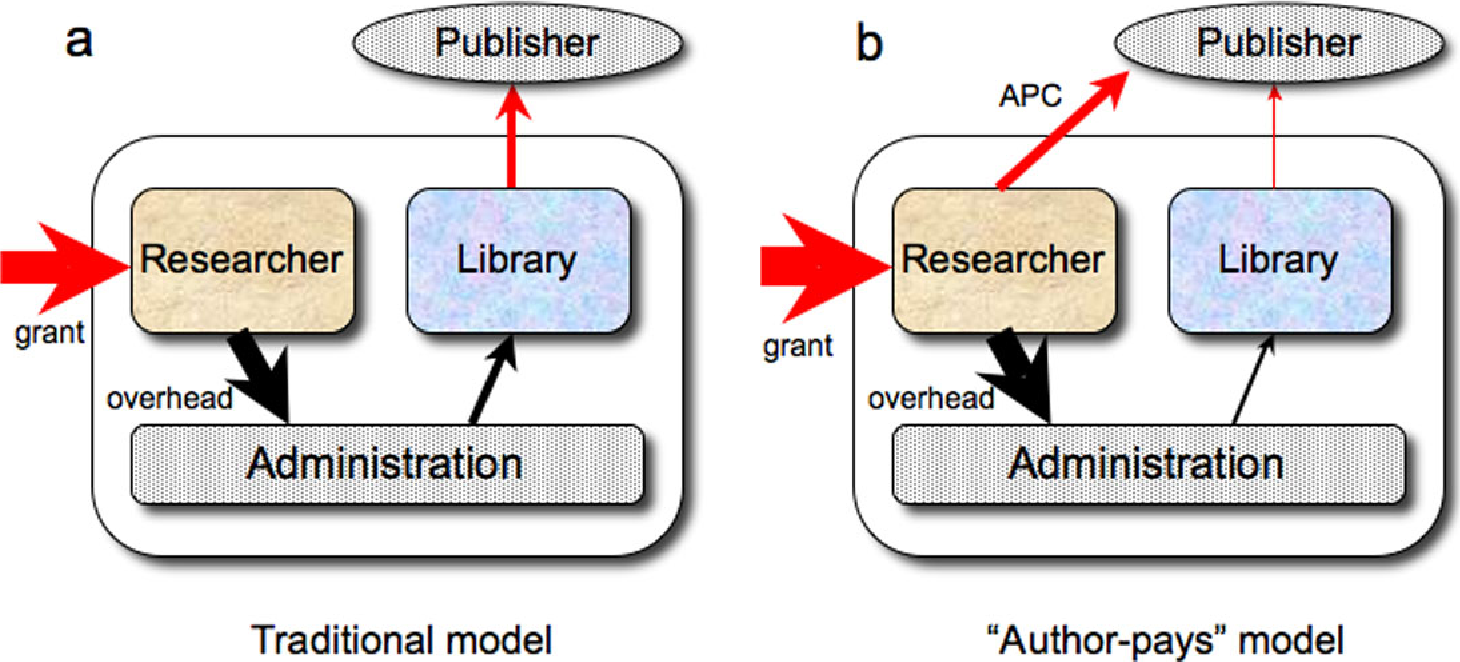 a
Publisher
Researcher
Library
grant
overhead
Administration
Traditional model
b
Publisher
APC
Researcher
Library
grant
overhead
Administration
“Author-pays” model